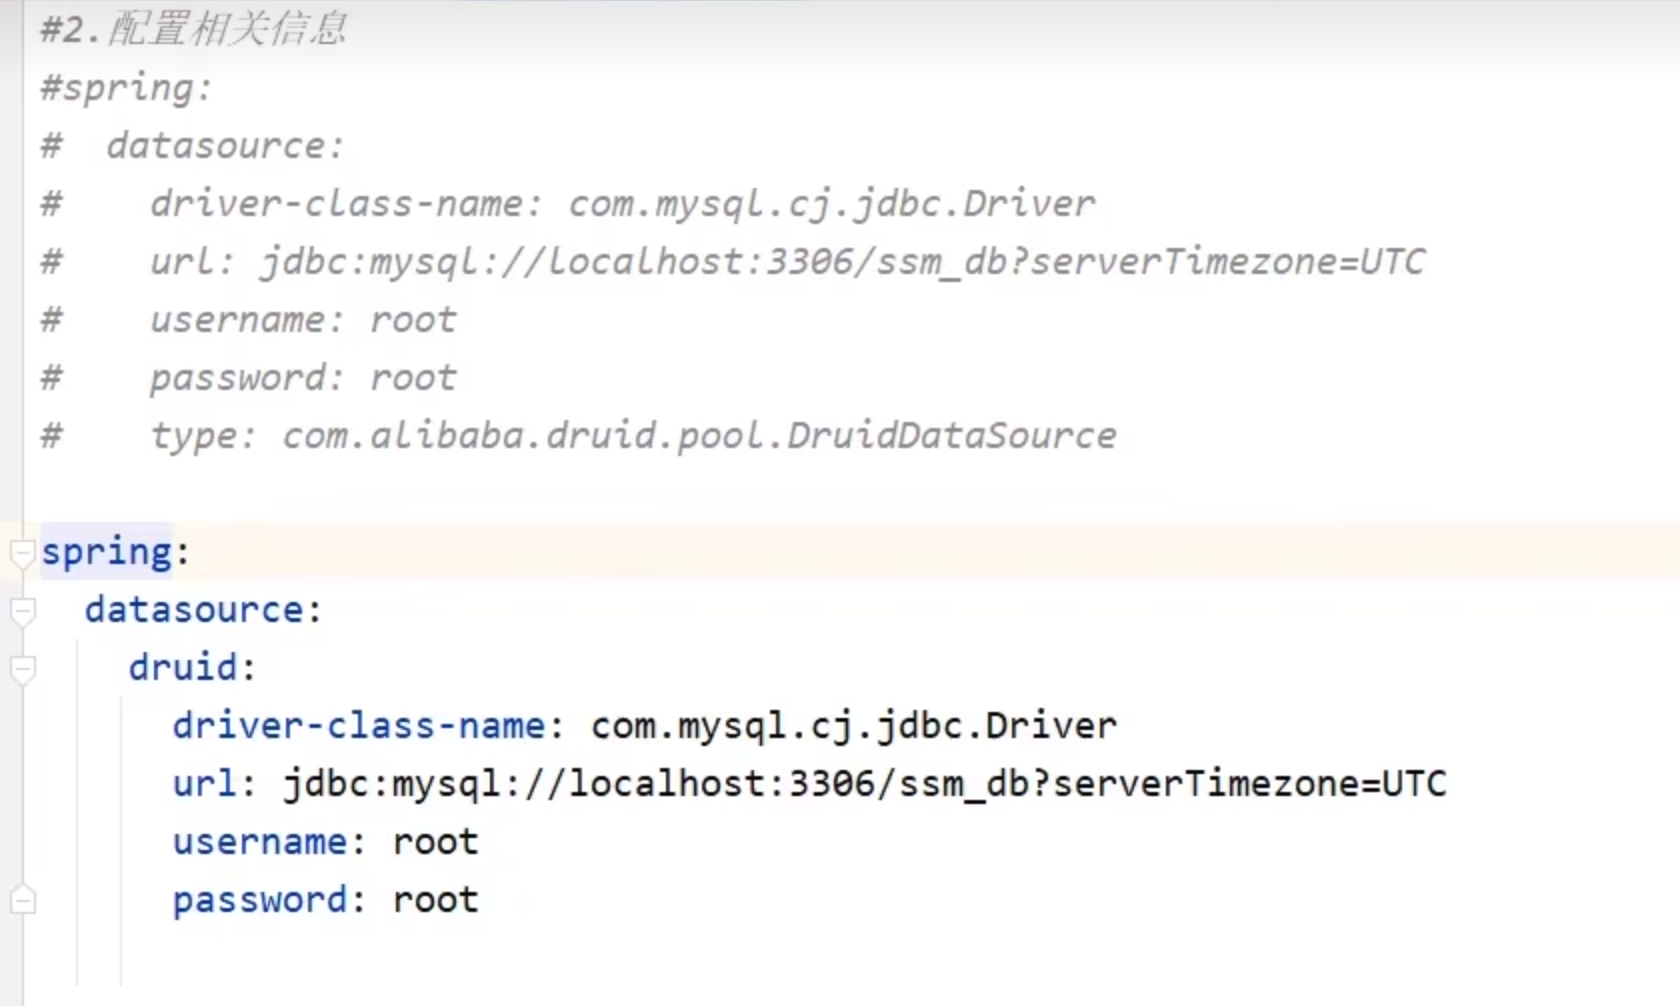 #2.配置相关信息
#spring:
#  datasource:
#    driver-class-name: com.mysql.cj.jdbc.Driver
#    url: jdbc:mysql://localhost:3306/ssm_db?serverTimezone=UTC
#    username: root
#    password: root
#    type: com.alibaba.druid.pool.DruidDataSource
spring:
  datasource:
    druid:
      driver-class-name: com.mysql.cj.jdbc.Driver
      url: jdbc:mysql://localhost:3306/ssm_db?serverTimezone=UTC
      username: root
      password: root